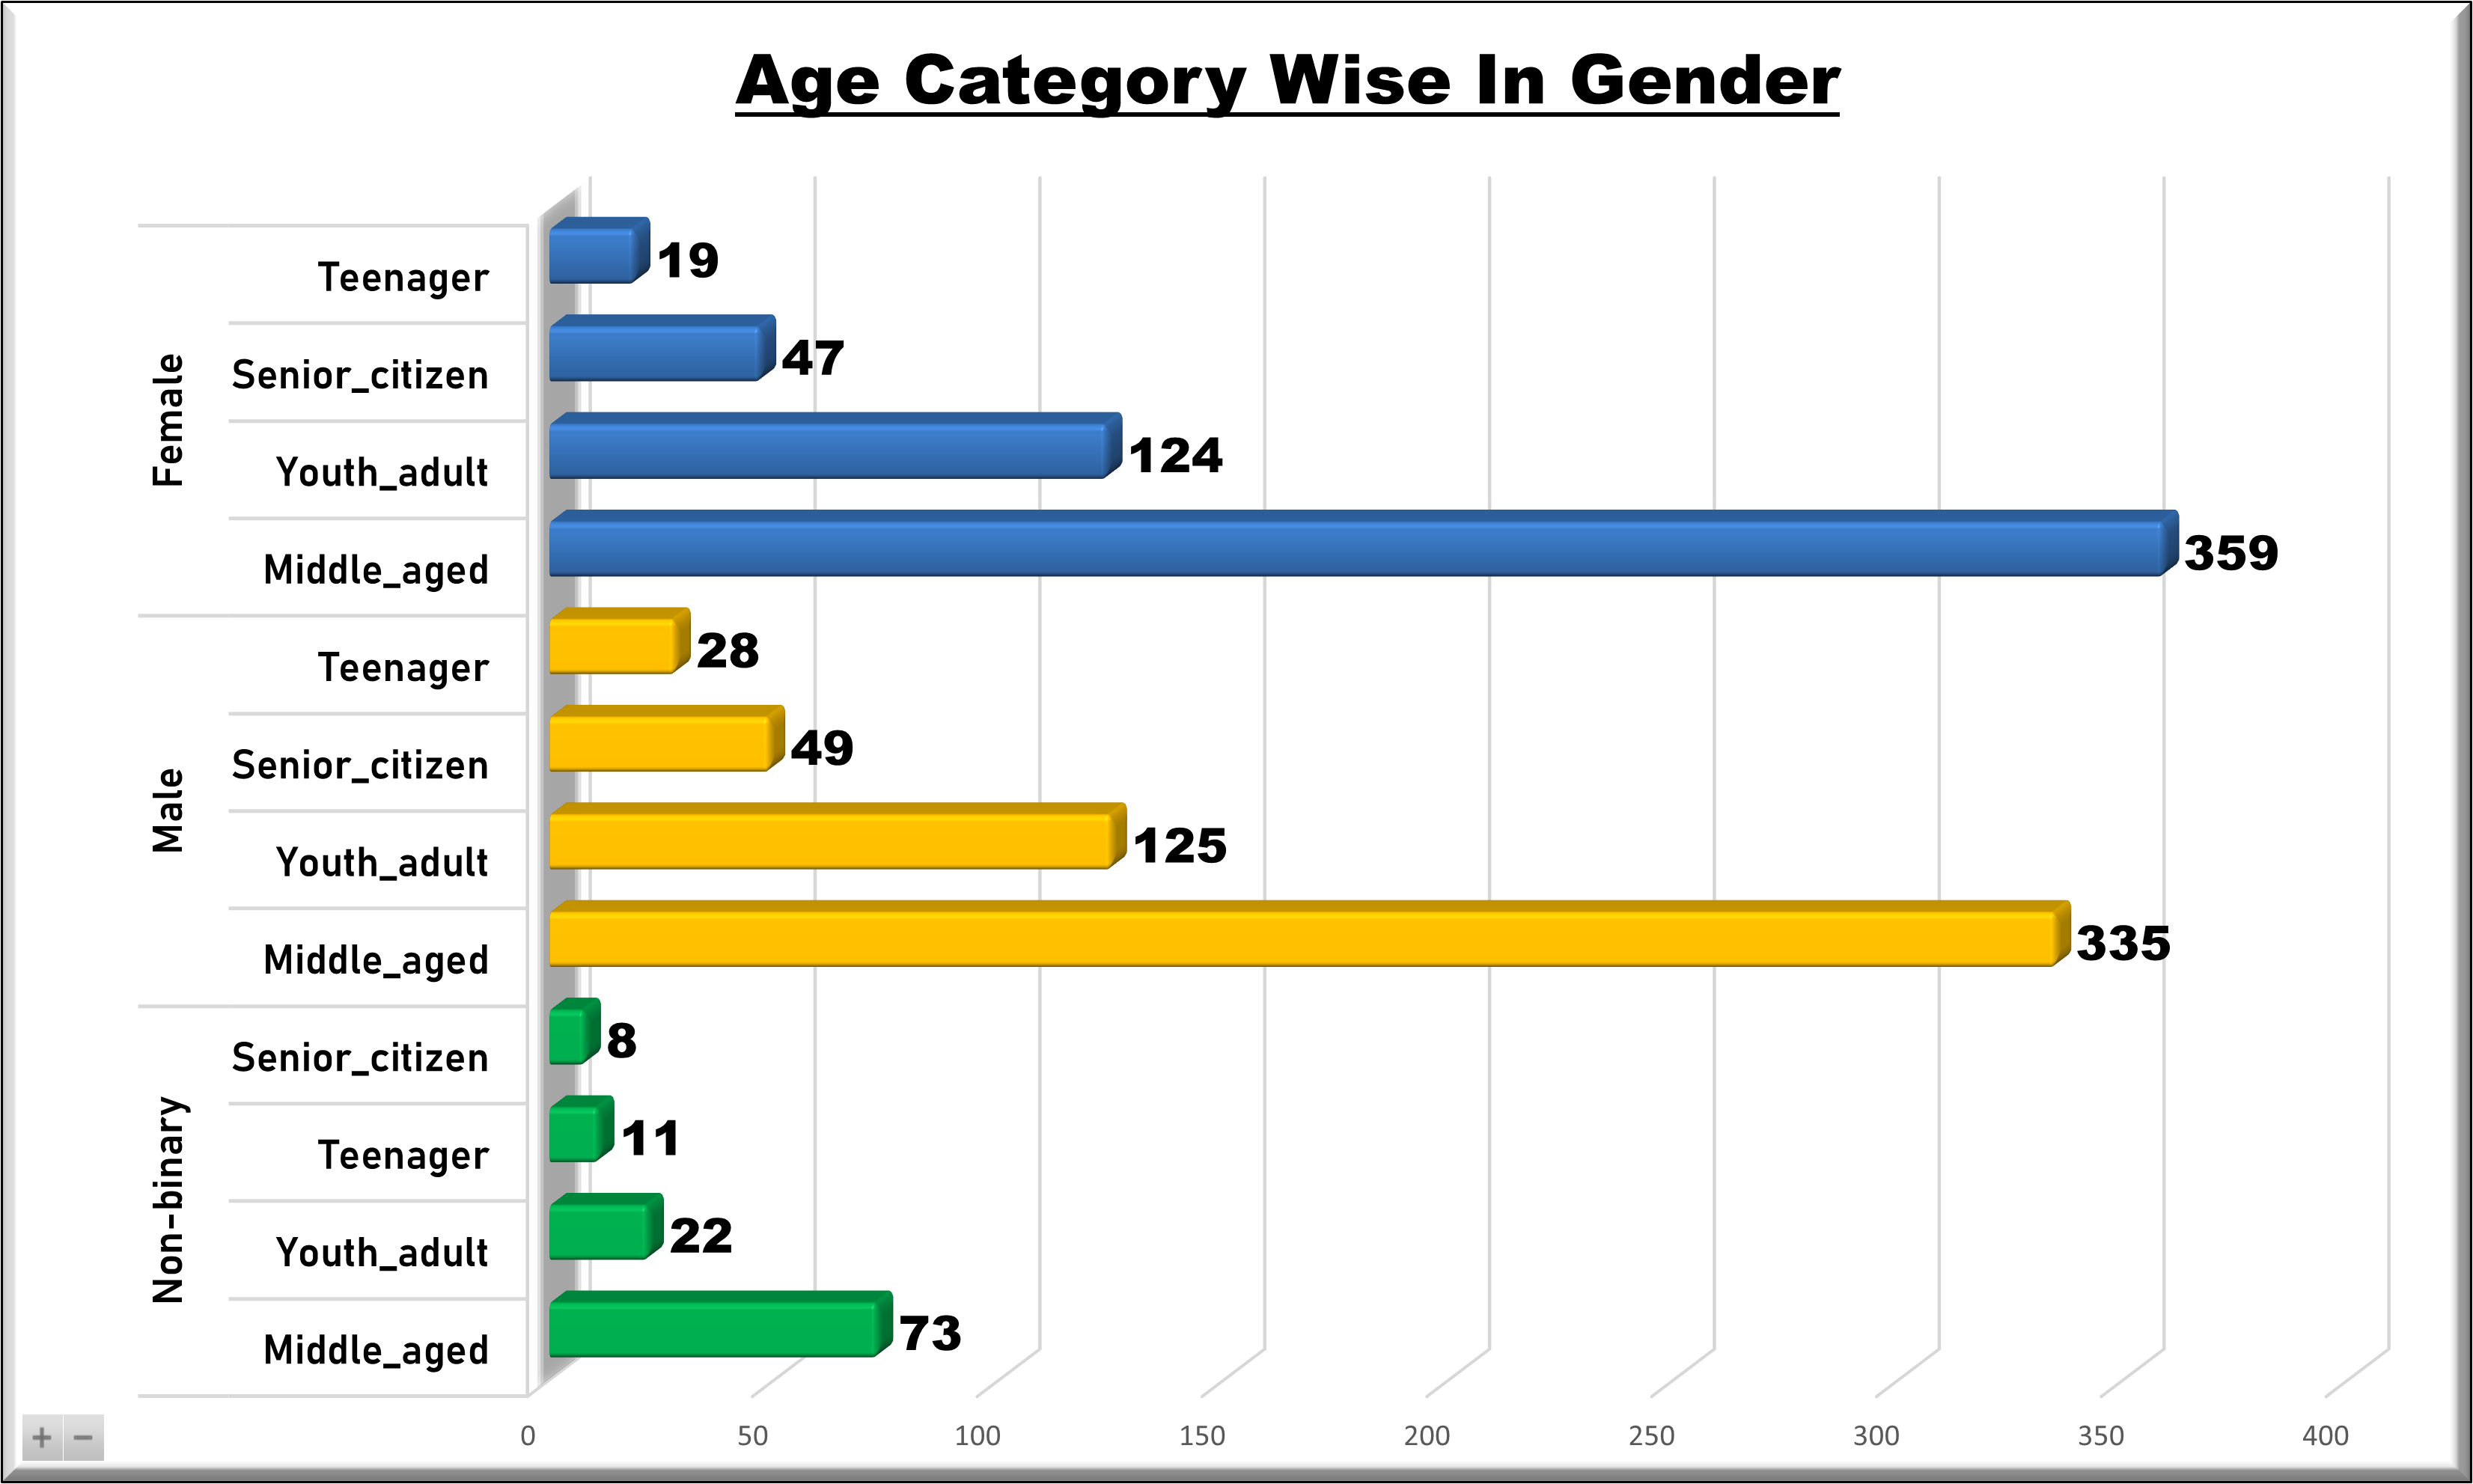 Age Category Wise In Gender
Female
Teenager 19
Senior_citizen 47
Youth_adult 124
Middle_aged 359
Male
Teenager 28
Senior_citizen 49
Youth_adult 125
Middle_aged 335
Non-binary
Senior_citizen 8
Teenager 11
Youth_adult 22
Middle_aged 73
0 50 100 150 200 250 300 350 400
+ −